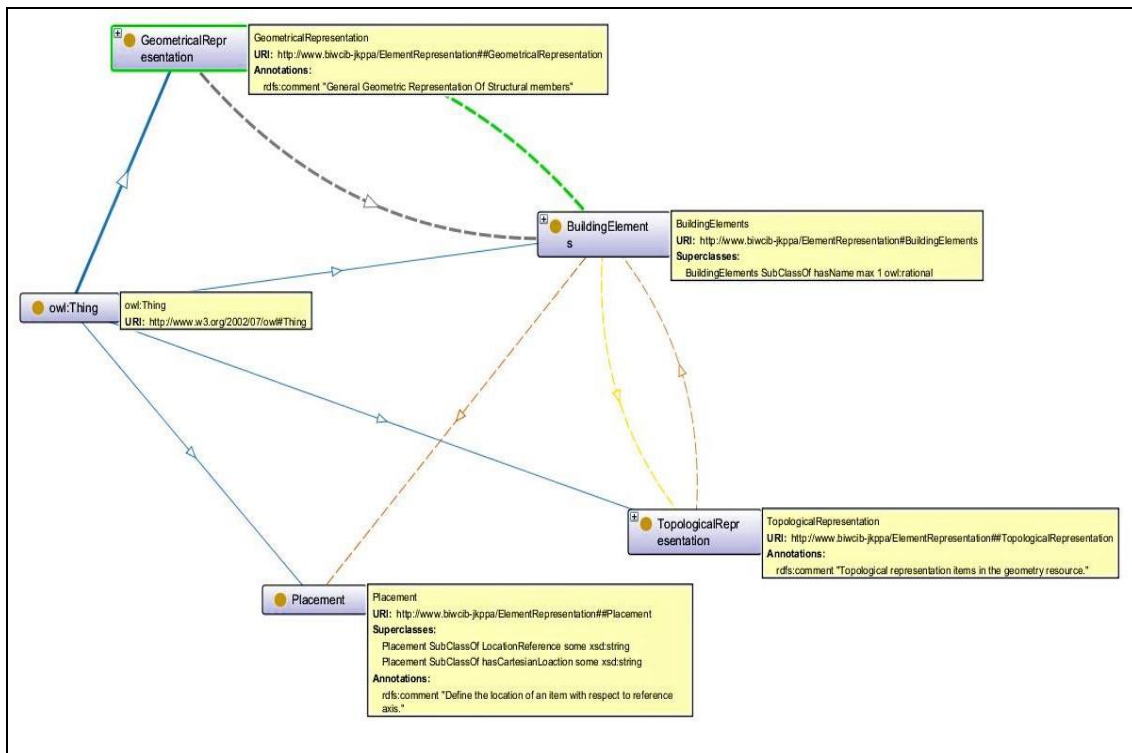 GeometricalRepr
esentation
GeometricalRepresentation
URI: http://www.biwcib-jkppa/ElementRepresentation##GeometricalRepresentation
Annotations:
rdfs:comment "General Geometric Representation Of Structural members"
BuildingElement
s
BuildingElements
URI: http://www.biwcib-jkppa/ElementRepresentation#BuildingElements
Superclasses:
BuildingElements SubClassOf hasName max 1 owl:rational
owl:Thing
owl:Thing
URI: http://www.w3.org/2002/07/owl#Thing
TopologicalRepr
esentation
TopologicalRepresentation
URI: http://www.biwcib-jkppa/ElementRepresentation##TopologicalRepresentation
Annotations:
rdfs:comment "Topological representation items in the geometry resource."
Placement
Placement
URI: http://www.biwcib-jkppa/ElementRepresentation##Placement
Superclasses:
Placement SubClassOf LocationReference some xsd:string
Placement SubClassOf hasCartesianLoaction some xsd:string
Annotations:
rdfs:comment "Define the location of an item with respect to reference
axis."